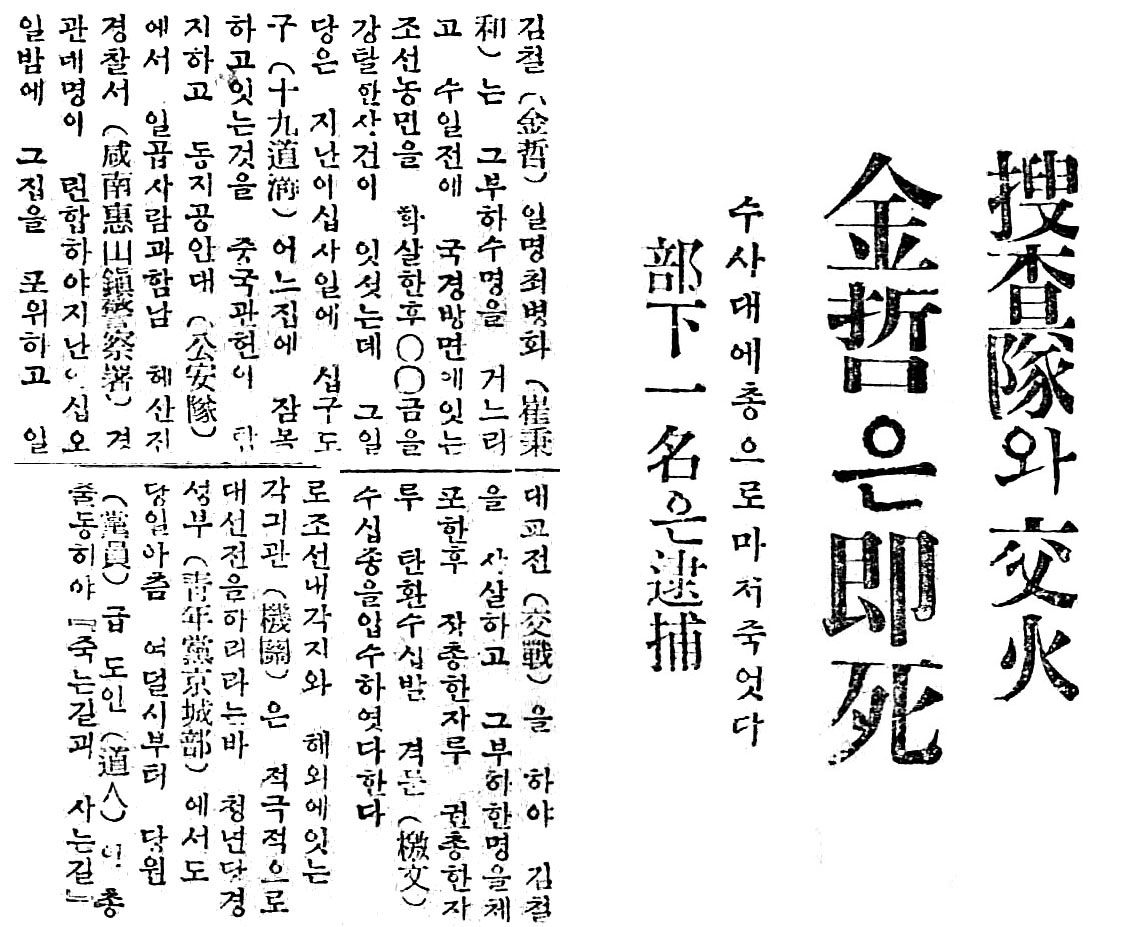 搜査隊와 交火
金哲은 即死
수사대에총으로마저죽엇다
部下一名은逮捕
김철(金哲)일명최병화(崔秉
和)는 그부하수명을 거느리
고 수일전에 국경방면에잇는
조선농민을 학살한후〇〇금을
강탈한사건이 잇섯는데 그일
당은 지난이십사일에 십구도
구(十九道溝)어느집에 잠복
하고잇는것을 중국관헌이 탐
지하고 동지공안대(公安隊)
에서 일곱사람과함남 혜산진
경찰서(咸南惠山鎭警察署)경
관네명이 련합하야지난이십오
일밤에 그집을 포위하고 일
대교전(交戰)을 하야 김철
을 사살하고 그부하한명을체
포한후 장총한자루 권총한자
루 탄환수십발 격문(檄文)
수십종을입수하엿다한다
로조선내각지와 해외에잇는
각긔관(機關)은 적극적으로
대선전을하리라는바 청년당경
성부(靑年黨京城部)에서도
당일아츰 여덜시부터 당원
(黨員)급 도인(道人)이 총
출동하야『죽는길과 사는길』